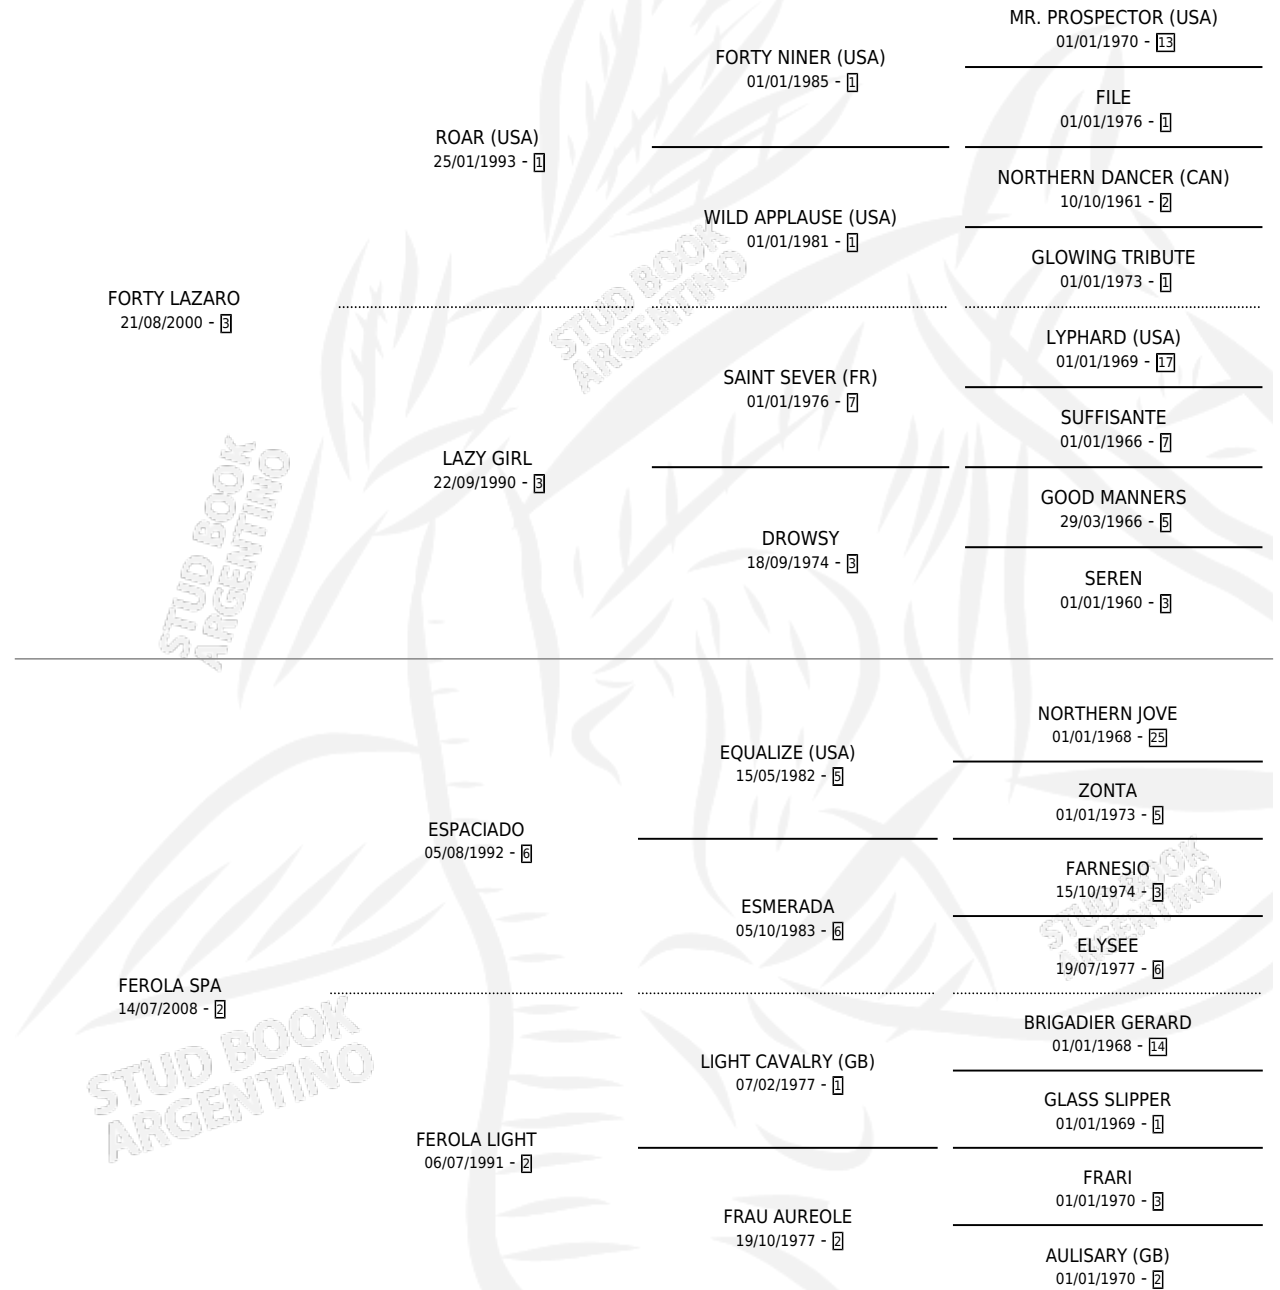 MR. PROSPECTOR (USA)
01/01/1970 - 13
FORTY NINER (USA)
01/01/1985 - 1
FILE
01/01/1976 - 1
ROAR (USA)
25/01/1993 - 1
NORTHERN DANCER (CAN)
10/10/1961 - 2
WILD APPLAUSE (USA)
01/01/1981 - 1
GLOWING TRIBUTE
01/01/1973 - 1
FORTY LAZARO
21/08/2000 - 3
LYPHARD (USA)
01/01/1969 - 17
SAINT SEVER (FR)
01/01/1976 - 7
SUFFISANTE
01/01/1966 - 7
LAZY GIRL
22/09/1990 - 3
GOOD MANNERS
29/03/1966 - 5
DROWSY
18/09/1974 - 3
SEREN
01/01/1960 - 3
NORTHERN JOVE
01/01/1968 - 25
EQUALIZE (USA)
15/05/1982 - 5
ZONTA
01/01/1973 - 5
ESPACIADO
05/08/1992 - 6
FARNESIO
15/10/1974 - 3
ESMERADA
05/10/1983 - 6
ELYSEE
19/07/1977 - 6
FEROLA SPA
14/07/2008 - 2
BRIGADIER GERARD
01/01/1968 - 14
LIGHT CAVALRY (GB)
07/02/1977 - 1
GLASS SLIPPER
01/01/1969 - 1
FEROLA LIGHT
06/07/1991 - 2
FRARI
01/01/1970 - 3
FRAU AUREOLE
19/10/1977 - 2
AULISARY (GB)
01/01/1970 - 2
STUD BOOK
ARGENTINO
STUD BOOK
ARGENTINO
STUD BOOK
ARGENTINO
STUD BOOK
ARGENTINO